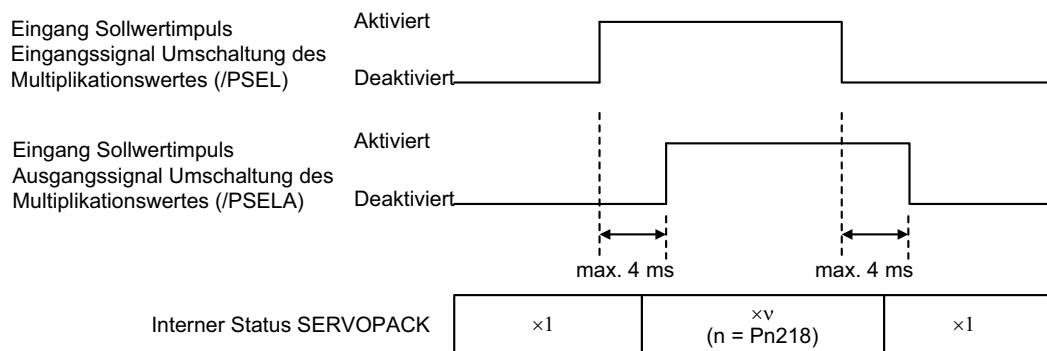 Eingang Sollwertimpuls
Eingangssignal Umschaltung des
Multiplikationswertes (/PSEL)
Aktiviert
Deaktiviert
Eingang Sollwertimpuls
Ausgangssignal Umschaltung des
Multiplikationswertes (/PSELA)
Aktiviert
Deaktiviert
max. 4 ms
max. 4 ms
Interner Status SERVOPACK
×1
×ν
(n = Pn218)
×1